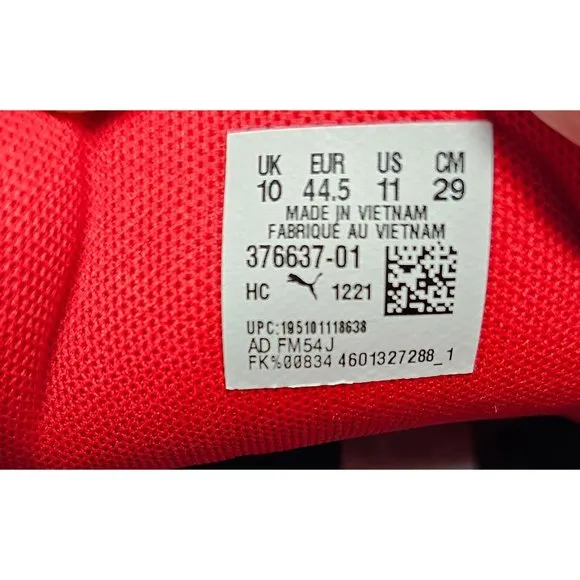 UK EUR US CM
10 44.5 11 29
MADE IN VIETNAM
FABRIQUÉ AU VIETNAM
376637-01
HC 1221
UPC:195101118638
AD FM54J
FK%00834 4601327288_1